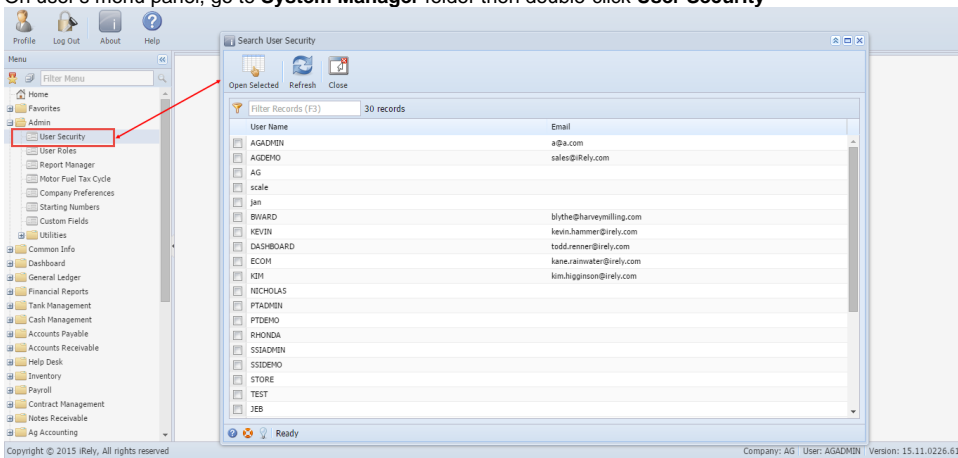 On user's menu panel, go to System Manager folder then double-click User Security
Profile Log Out About Help
Menu
Filter Menu
Home
Favorites
Admin
User Security
User Roles
Report Manager
Motor Fuel Tax Cycle
Company Preferences
Starting Numbers
Custom Fields
Utilities
Common Info
Dashboard
General Ledger
Financial Reports
Tank Management
Cash Management
Accounts Payable
Accounts Receivable
Help Desk
Inventory
Payroll
Contract Management
Notes Receivable
Ag Accounting
Search User Security
Open Selected Refresh Close
Filter Records (F3) 30 records
User Name Email
AGADMIN a@a.com
AGDEMO sales@iRely.com
AG
scale
jan
BWARD blythe@harveymilling.com
KEVIN kevin.hammer@irely.com
DASHBOARD todd.renner@irely.com
ECOM kane.rainwater@irely.com
KIM kim.higginson@irely.com
NICHOLAS
PTADMIN
PTDEMO
RHONDA
SSIADMIN
SSIDEMO
STORE
TEST
JEB
Ready
Copyright © 2015 iRely, All rights reserved Company: AG User: AGADMIN Version: 15.11.0226.61